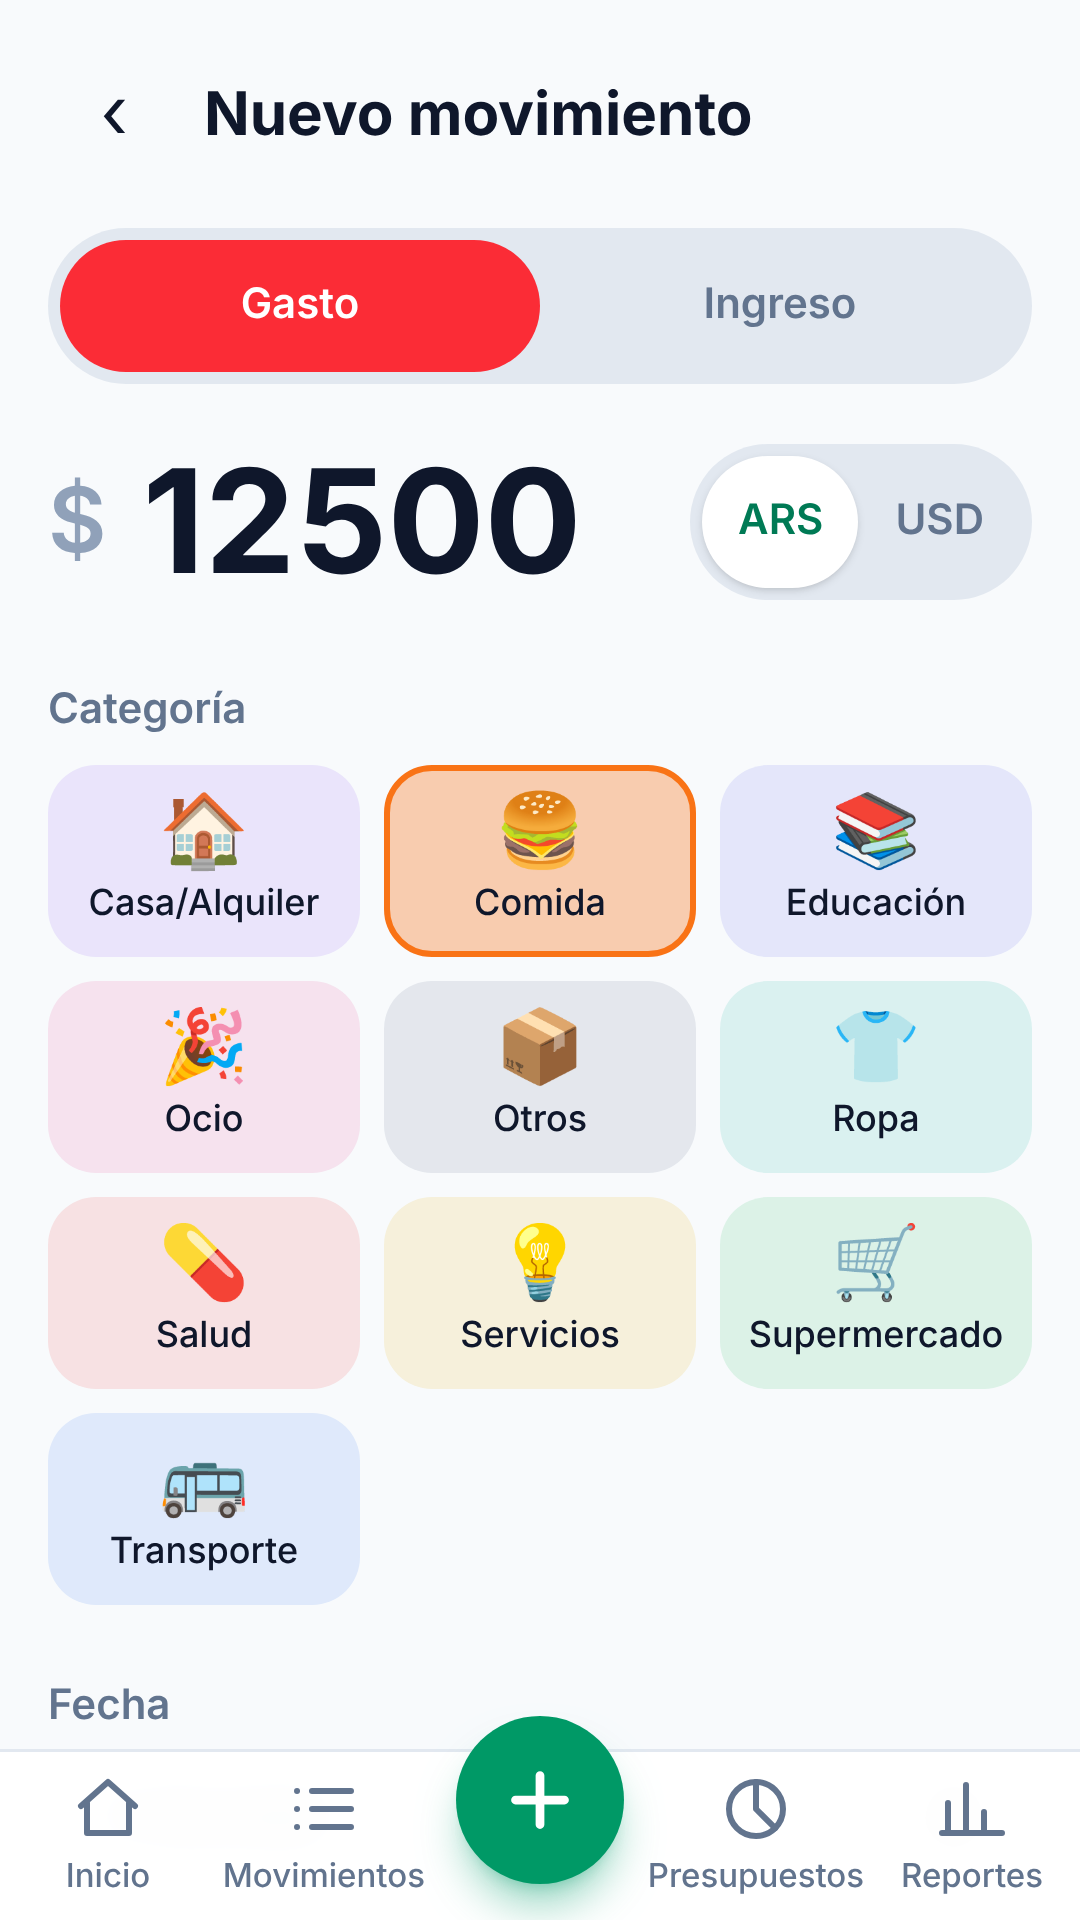 ‹ Nuevo movimiento
Gasto Ingreso
$ 12500 ARS USD
Categoría
Casa/Alquiler Comida Educación
Ocio Otros Ropa
Salud Servicios Supermercado
Transporte
Fecha
Inicio Movimientos + Presupuestos Reportes